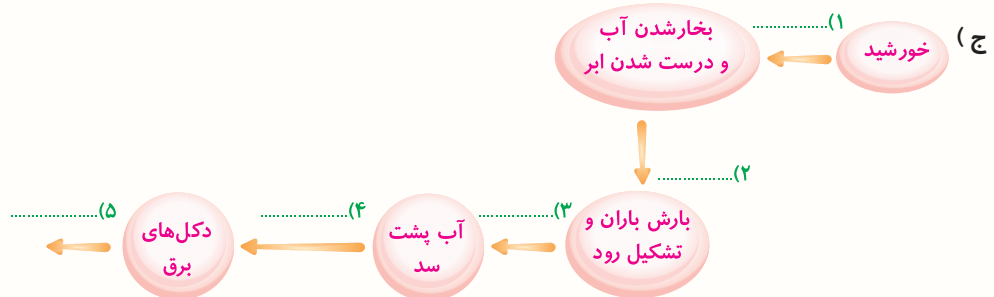 ج )
خورشید
۱) ..................
بخارشدن آب
و درست شدن ابر
۲) ..................
بارش باران و
تشکیل رود
۳) ..................
آب پشت
سد
۴) ..................
دکل‌های
برق
۵) ..................